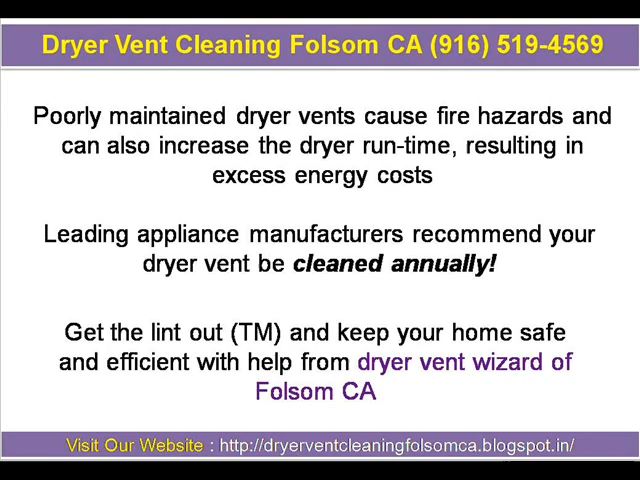 Dryer Vent Cleaning Folsom CA (916) 519-4569
Poorly maintained dryer vents cause fire hazards and
can also increase the dryer run-time, resulting in
excess energy costs
Leading appliance manufacturers recommend your
dryer vent be cleaned annually!
Get the lint out (TM) and keep your home safe
and efficient with help from dryer vent wizard of
Folsom CA
Visit Our Website : http://dryerventcleaningfolsomca.blogspot.in/